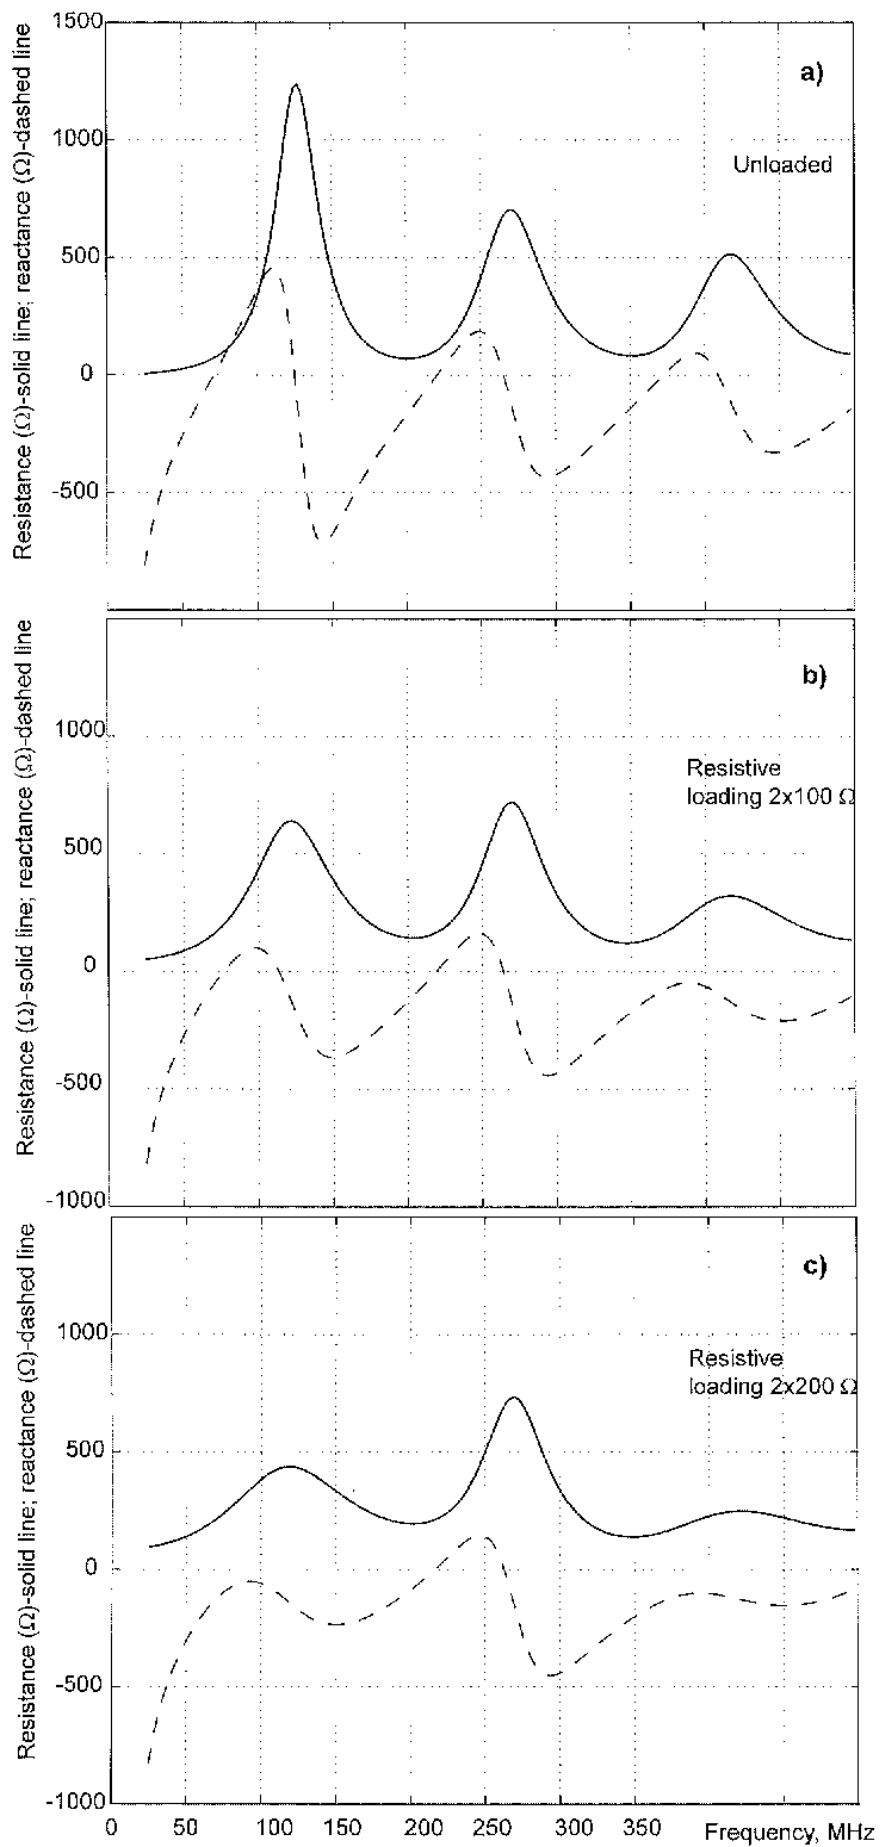 Resistance (Ω)-solid line; reactance (Ω)-dashed line
1500
1000
500
0
-500
a)
Unloaded
Resistance (Ω)-solid line; reactance (Ω)-dashed line
1000
500
0
-500
-1000
b)
Resistive
loading 2x100 Ω
Resistance (Ω)-solid line; reactance (Ω)-dashed line
1000
500
0
-500
-1000
c)
Resistive
loading 2x200 Ω
0 50 100 150 200 250 300 350 Frequency, MHz